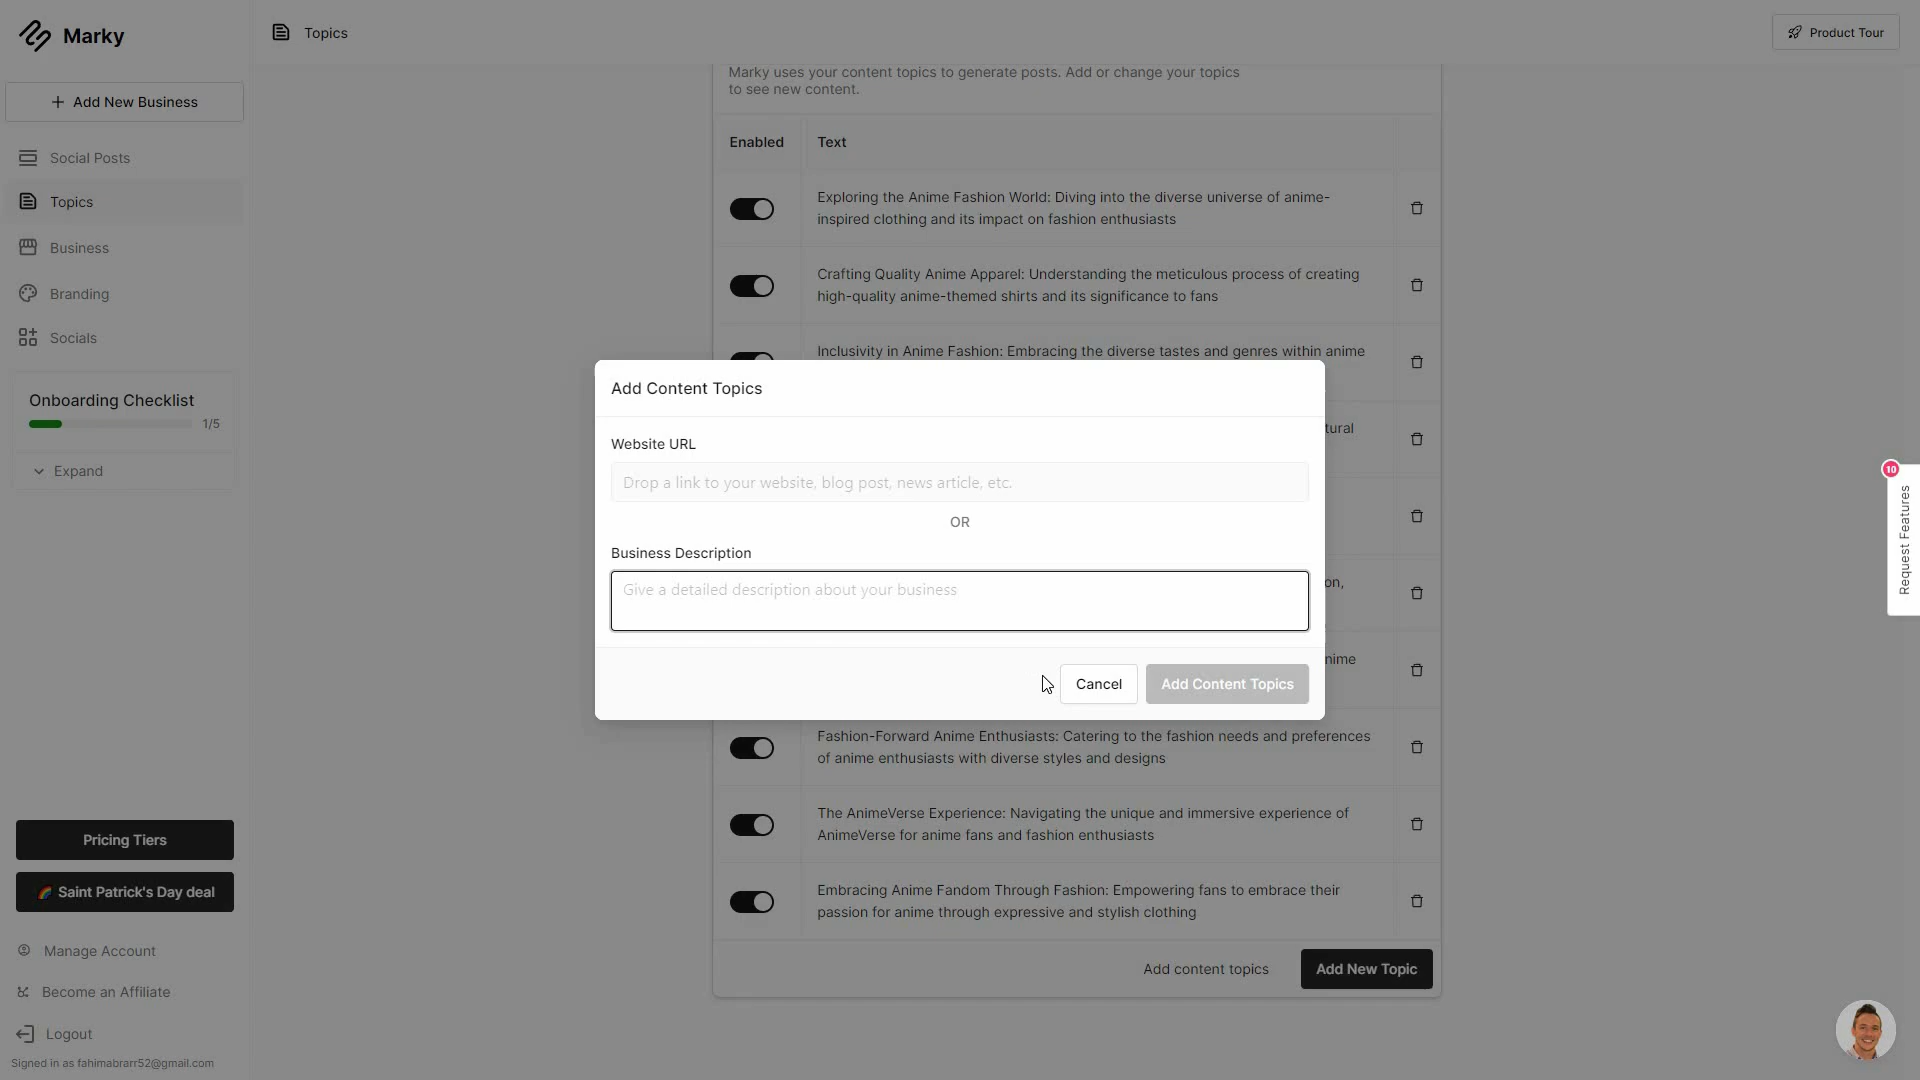 Marky
Topics
Product Tour
Add New Business
Social Posts
Topics
Business
Branding
Socials
Onboarding Checklist
1/5
Expand
Pricing Tiers
Saint Patrick's Day deal
Manage Account
Become an Affiliate
Logout
Signed in as fahimabrarr52@gmail.com
Marky uses your content topics to generate posts. Add or change your topics
to see new content.
Enabled
Text
Exploring the Anime Fashion World: Diving into the diverse universe of anime-
inspired clothing and its impact on fashion enthusiasts
Crafting Quality Anime Apparel: Understanding the meticulous process of creating
high-quality anime-themed shirts and its significance to fans
Inclusivity in Anime Fashion: Embracing the diverse tastes and genres within anime
Add Content Topics
Website URL
Drop a link to your website, blog post, news article, etc.
OR
Business Description
Give a detailed description about your business
Cancel
Add Content Topics
tural
on,
nime
Fashion-Forward Anime Enthusiasts: Catering to the fashion needs and preferences
of anime enthusiasts with diverse styles and designs
The AnimeVerse Experience: Navigating the unique and immersive experience of
AnimeVerse for anime fans and fashion enthusiasts
Embracing Anime Fandom Through Fashion: Empowering fans to embrace their
passion for anime through expressive and stylish clothing
Add content topics
Add New Topic
10
Request Features